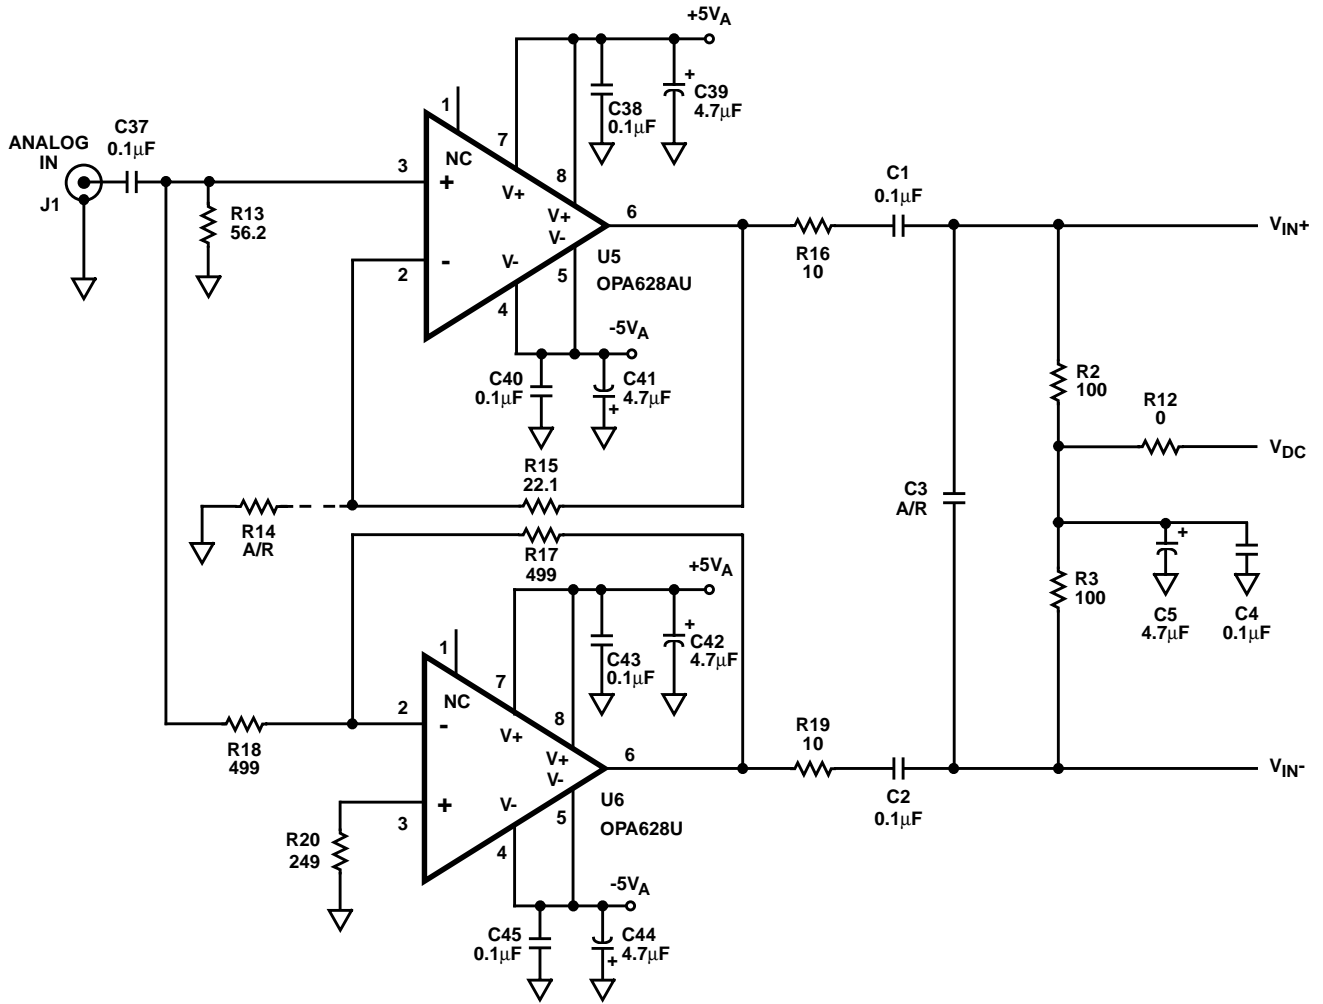 +5VA
C39
4.7µF
C38
0.1µF
ANALOG
IN
J1
C37
0.1µF
R13
56.2
1
NC
7
V+
8
V+
V-
3
+
2
-
V-
4
5
6
U5
OPA628AU
-5VA
C40
0.1µF
C41
4.7µF
+
+
R16
10
C1
0.1µF
VIN+
R2
100
R12
0
VDC
C3
A/R
R15
22.1
R14
A/R
R17
499
R3
100
+
C5
4.7µF
C4
0.1µF
+5VA
+
C42
4.7µF
C43
0.1µF
1
NC
7
V+
8
V+
V-
2
-
+
3
V-
4
5
6
U6
OPA628U
R18
499
R20
249
R19
10
C2
0.1µF
VIN-
-5VA
C45
0.1µF
C44
4.7µF
+